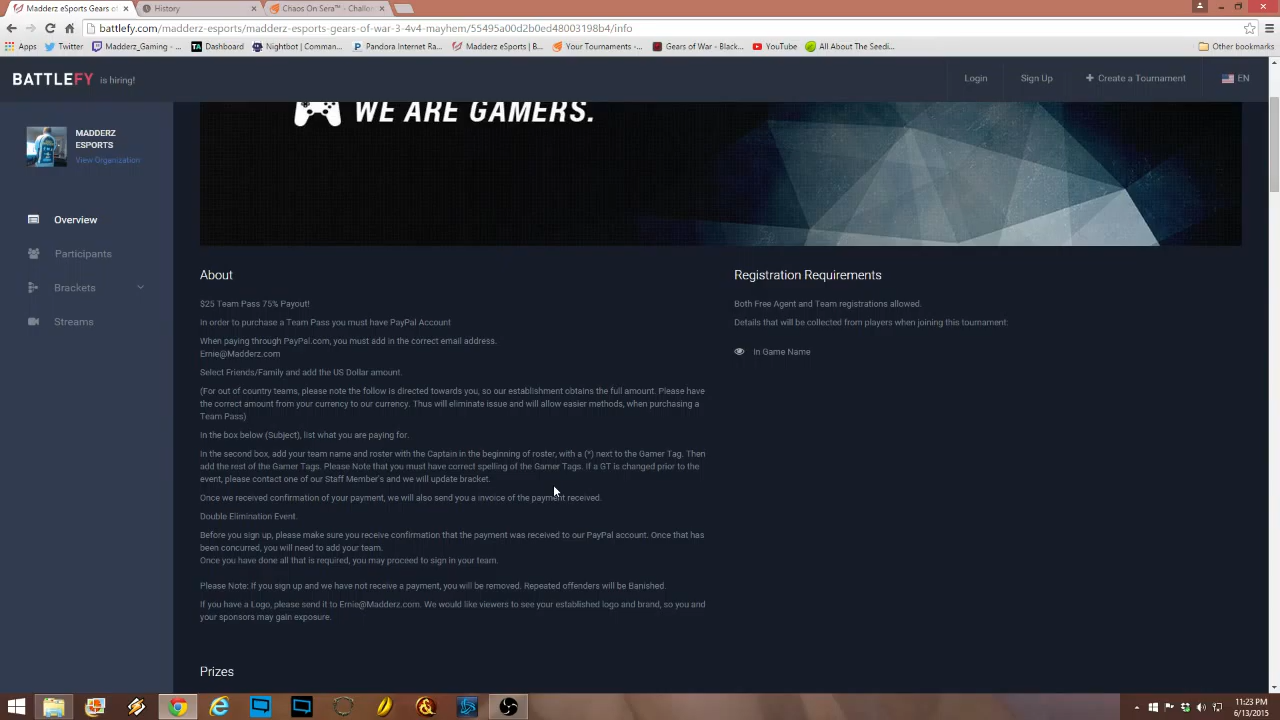 Madderz eSports Gears of
History
Chaos On Sera™ - Challon
battlefy.com/madderz-esports/madderz-esports-gears-of-war-3-4v4-mayhem/55495a00d2b0ed48003198b4/info
Apps
Twitter
Madderz_Gaming - ...
Dashboard
Nightbot | Comman...
Pandora Internet Ra...
Madderz eSports | B...
Your Tournaments -...
Gears of War - Black...
YouTube
All About The Seedi...
Other bookmarks
BATTLEFY is hiring!
Login
Sign Up
Create a Tournament
EN
MADDERZ
ESPORTS
View Organization
Overview
Participants
Brackets
Streams
WE ARE GAMERS.
About
$25 Team Pass 75% Payout!
In order to purchase a Team Pass you must have PayPal Account
When paying through PayPal.com, you must add in the correct email address.
Ernie@Madderz.com
Select Friends/Family and add the US Dollar amount.
(For out of country teams, please note the follow is directed towards you, so our establishment obtains the full amount. Please have
the correct amount from your currency to our currency. Thus will eliminate issue and will allow easier methods, when purchasing a
Team Pass)
In the box below (Subject), list what you are paying for.
In the second box, add your team name and roster with the Captain in the beginning of roster, with a (*) next to the Gamer Tag. Then
add the rest of the Gamer Tags. Please Note that you must have correct spelling of the Gamer Tags. If a GT is changed prior to the
event, please contact one of our Staff Member's and we will update bracket.
Once we received confirmation of your payment, we will also send you a invoice of the payment received.
Double Elimination Event.
Before you sign up, please make sure you receive confirmation that the payment was received to our PayPal account. Once that has
been concurred, you will need to add your team.
Once you have done all that is required, you may proceed to sign in your team.
Please Note: If you sign up and we have not receive a payment, you will be removed. Repeated offenders will be Banished.
If you have a Logo, please send it to Ernie@Madderz.com. We would like viewers to see your established logo and brand, so you and
your sponsors may gain exposure.
Prizes
Registration Requirements
Both Free Agent and Team registrations allowed.
Details that will be collected from players when joining this tournament:
In Game Name
11:23 PM
6/13/2015